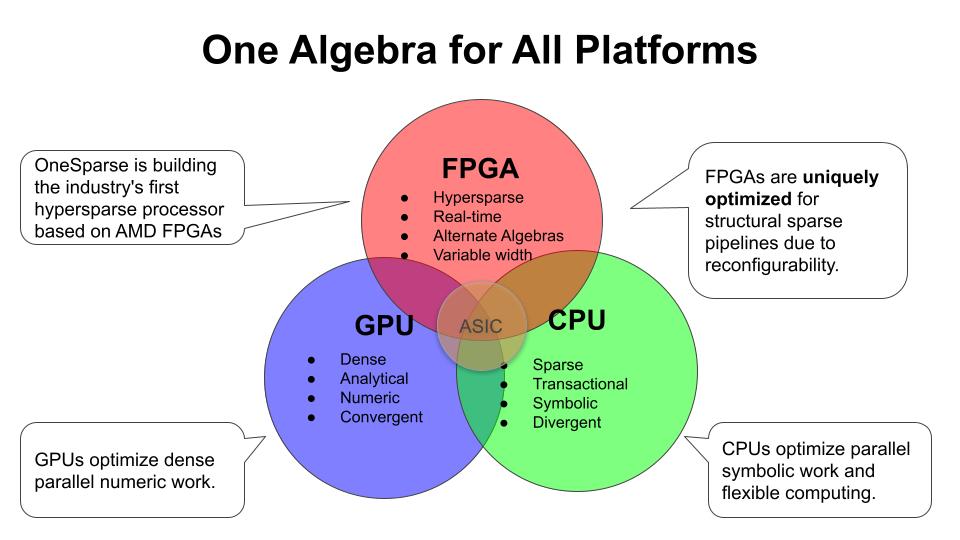 One Algebra for All Platforms
OneSparse is building
the industry's first
hypersparse processor
based on AMD FPGAs
FPGA
● Hypersparse
● Real-time
● Alternate Algebras
● Variable width
FPGAs are uniquely
optimized for
structural sparse
pipelines due to
reconfigurability.
GPU
● Dense
● Analytical
● Numeric
● Convergent
ASIC
CPU
● Sparse
● Transactional
● Symbolic
● Divergent
GPUs optimize dense
parallel numeric work.
CPUs optimize parallel
symbolic work and
flexible computing.